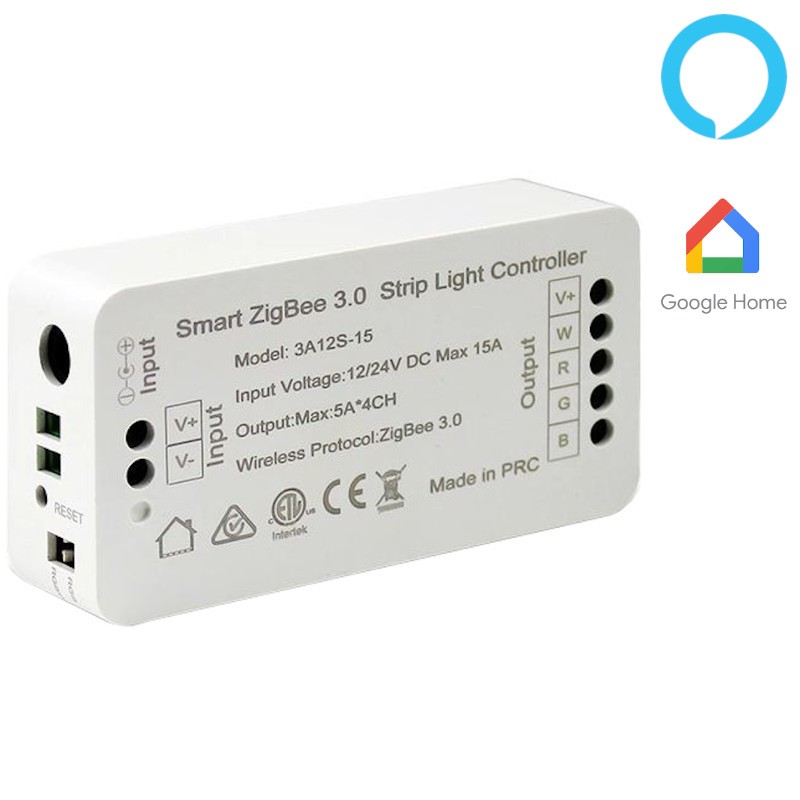 Google Home
Smart ZigBee 3.0 Strip Light Controller
Model: 3A12S-15
Input Voltage:12/24V DC Max 15A
Output:Max:5A*4CH
Wireless Protocol:ZigBee 3.0
Made in PRC
Input
Input
V+
V-
Output
V+
W
R
G
B
RESET
C
US
Intertek
CE